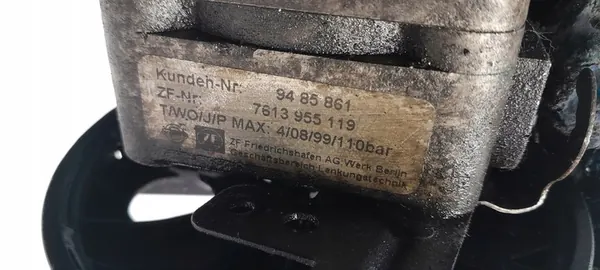 Kundeh-Nr: 94 85 861
ZF-Nr: 7613 955 119
T/WO/J/P MAX: 4/08/99/110bar
ZF Friedrichshafen AG Werk Berlin
Geschäftsbereich Lenkungstechnik